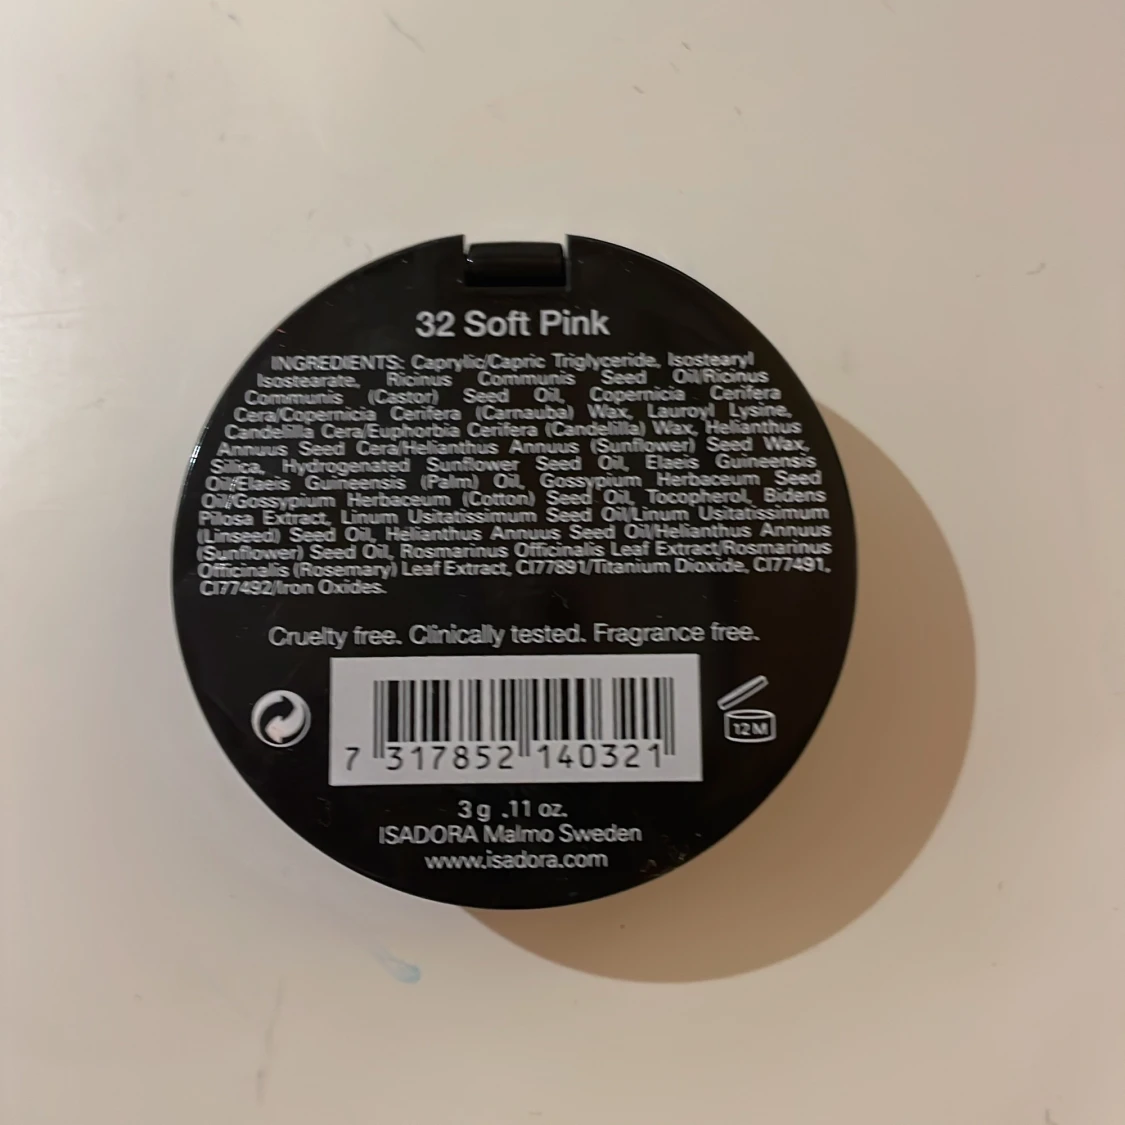 32 Soft Pink
INGREDIENTS: Caprylic/Capric Triglyceride, Isostearyl
Isostearate, Ricinus Communis Seed Oil/Ricinus
Communis (Castor) Seed Oil, Copernicia Cerifera
Cera/Copernicia Cerifera (Carnauba) Wax, Lauroyl Lysine,
Candelilla Cera/Euphorbia Cerifera (Candelilla) Wax, Helianthus
Annuus Seed Cera/Helianthus Annuus (Sunflower) Seed Wax,
Silica, Hydrogenated Sunflower Seed Oil, Elaeis Guineensis
Oil/Elaeis Guineensis (Palm) Oil, Gossypium Herbaceum Seed
Oil/Gossypium Herbaceum (Cotton) Seed Oil, Tocopherol, Bidens
Pilosa Extract, Linum Usitatissimum Seed Oil/Linum Usitatissimum
(Linseed) Seed Oil, Helianthus Annuus Seed Oil/Helianthus Annuus
(Sunflower) Seed Oil, Rosmarinus Officinalis Leaf Extract/Rosmarinus
Officinalis (Rosemary) Leaf Extract, CI77891/Titanium Dioxide, CI77491,
CI77492/Iron Oxides.
Cruelty free. Clinically tested. Fragrance free.
12M
7 317852 140321
3 g .11 oz.
ISADORA Malmo Sweden
www.isadora.com